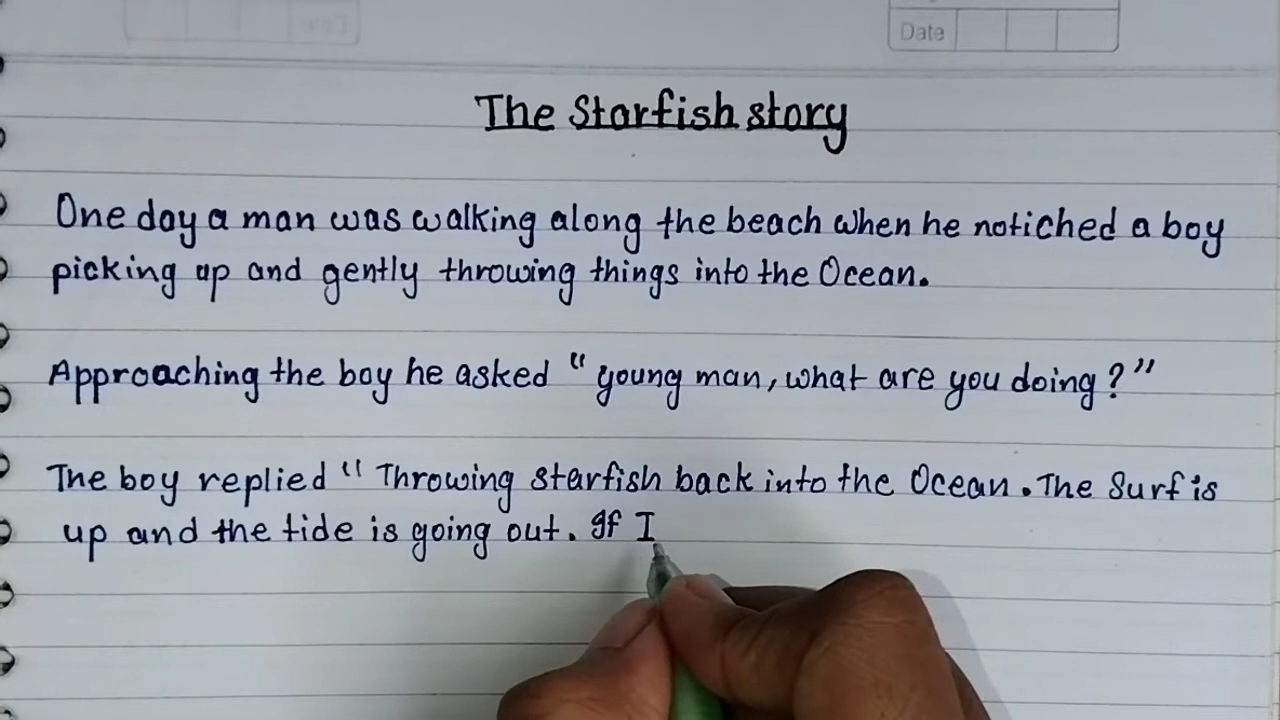 Date
The Starfish story
One day a man was walking along the beach when he notiched a boy
picking up and gently throwing things into the Ocean.
Approaching the boy he asked “young man, what are you doing?”
The boy replied “Throwing starfish back into the Ocean. The Surf is
up and the tide is going out. If I